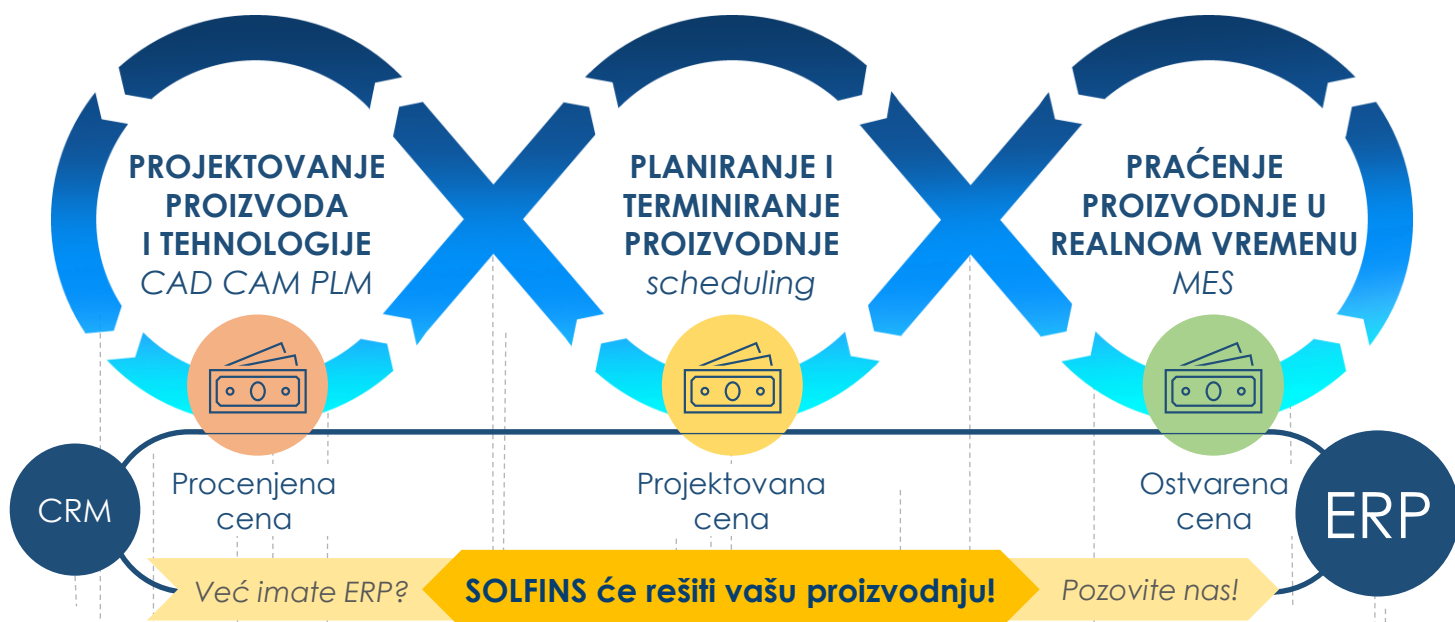 PROJEKTOVANJE
PROIZVODA
I TEHNOLOGIJE
CAD CAM PLM
PLANIRANJE I
TERMINIRANJE
PROIZVODNJE
scheduling
PRAĆENJE
PROIZVODNJE U
REALNOM VREMENU
MES
CRM
Procenjena
cena
Projektovana
cena
Ostvarena
cena
ERP
Već imate ERP?
SOLFINS će rešiti vašu proizvodnju!
Pozovite nas!